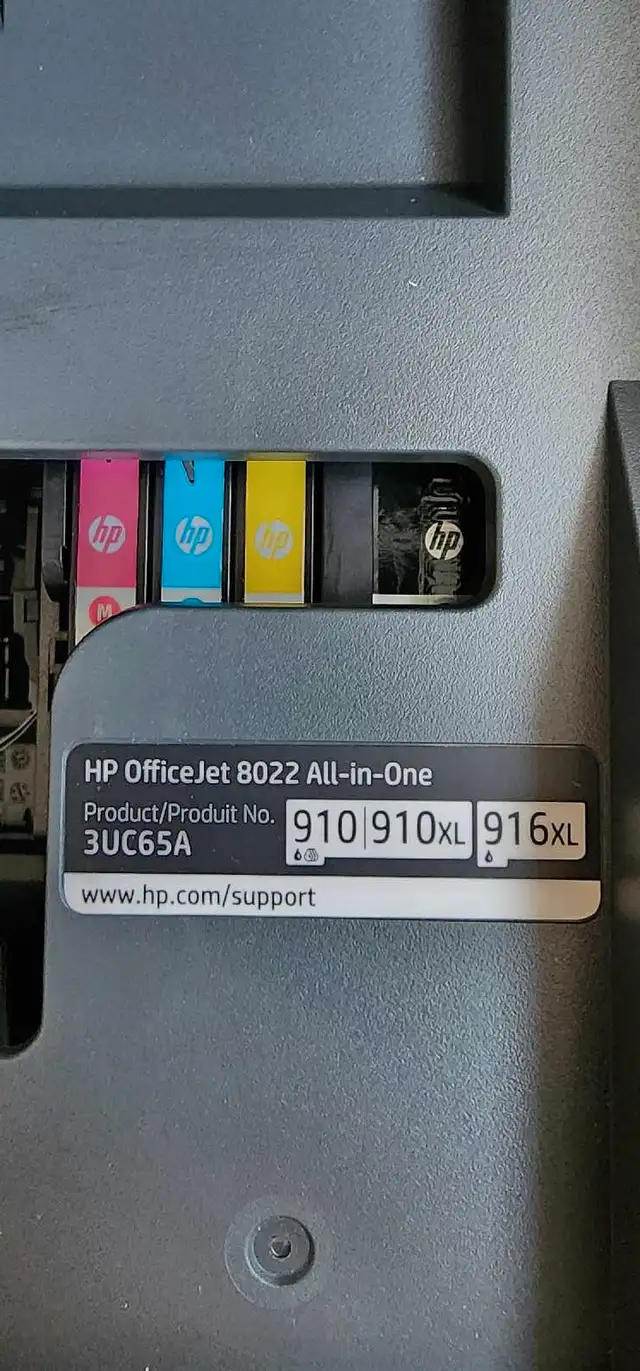 hp hp hp hp
M
HP OfficeJet 8022 All-in-One
Product/Produit No.
3UC65A
910|910XL
916XL
www.hp.com/support